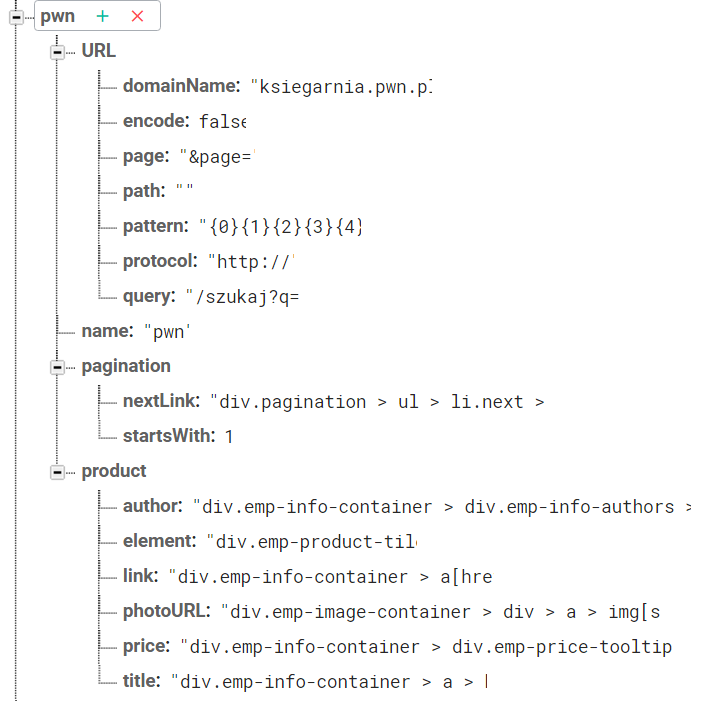 pwn + ×
URL
domainName: "ksiegarnia.pwn.pl
encode: false
page: "&page=
path: ""
pattern: "{0}{1}{2}{3}{4}
protocol: "http://
query: "/szukaj?q=
name: "pwn"
pagination
nextLink: "div.pagination > ul > li.next >
startsWith: 1
product
author: "div.emp-info-container > div.emp-info-authors >
element: "div.emp-product-tile
link: "div.emp-info-container > a[hre
photoURL: "div.emp-image-container > div > a > img[s
price: "div.emp-info-container > div.emp-price-tooltip
title: "div.emp-info-container > a >